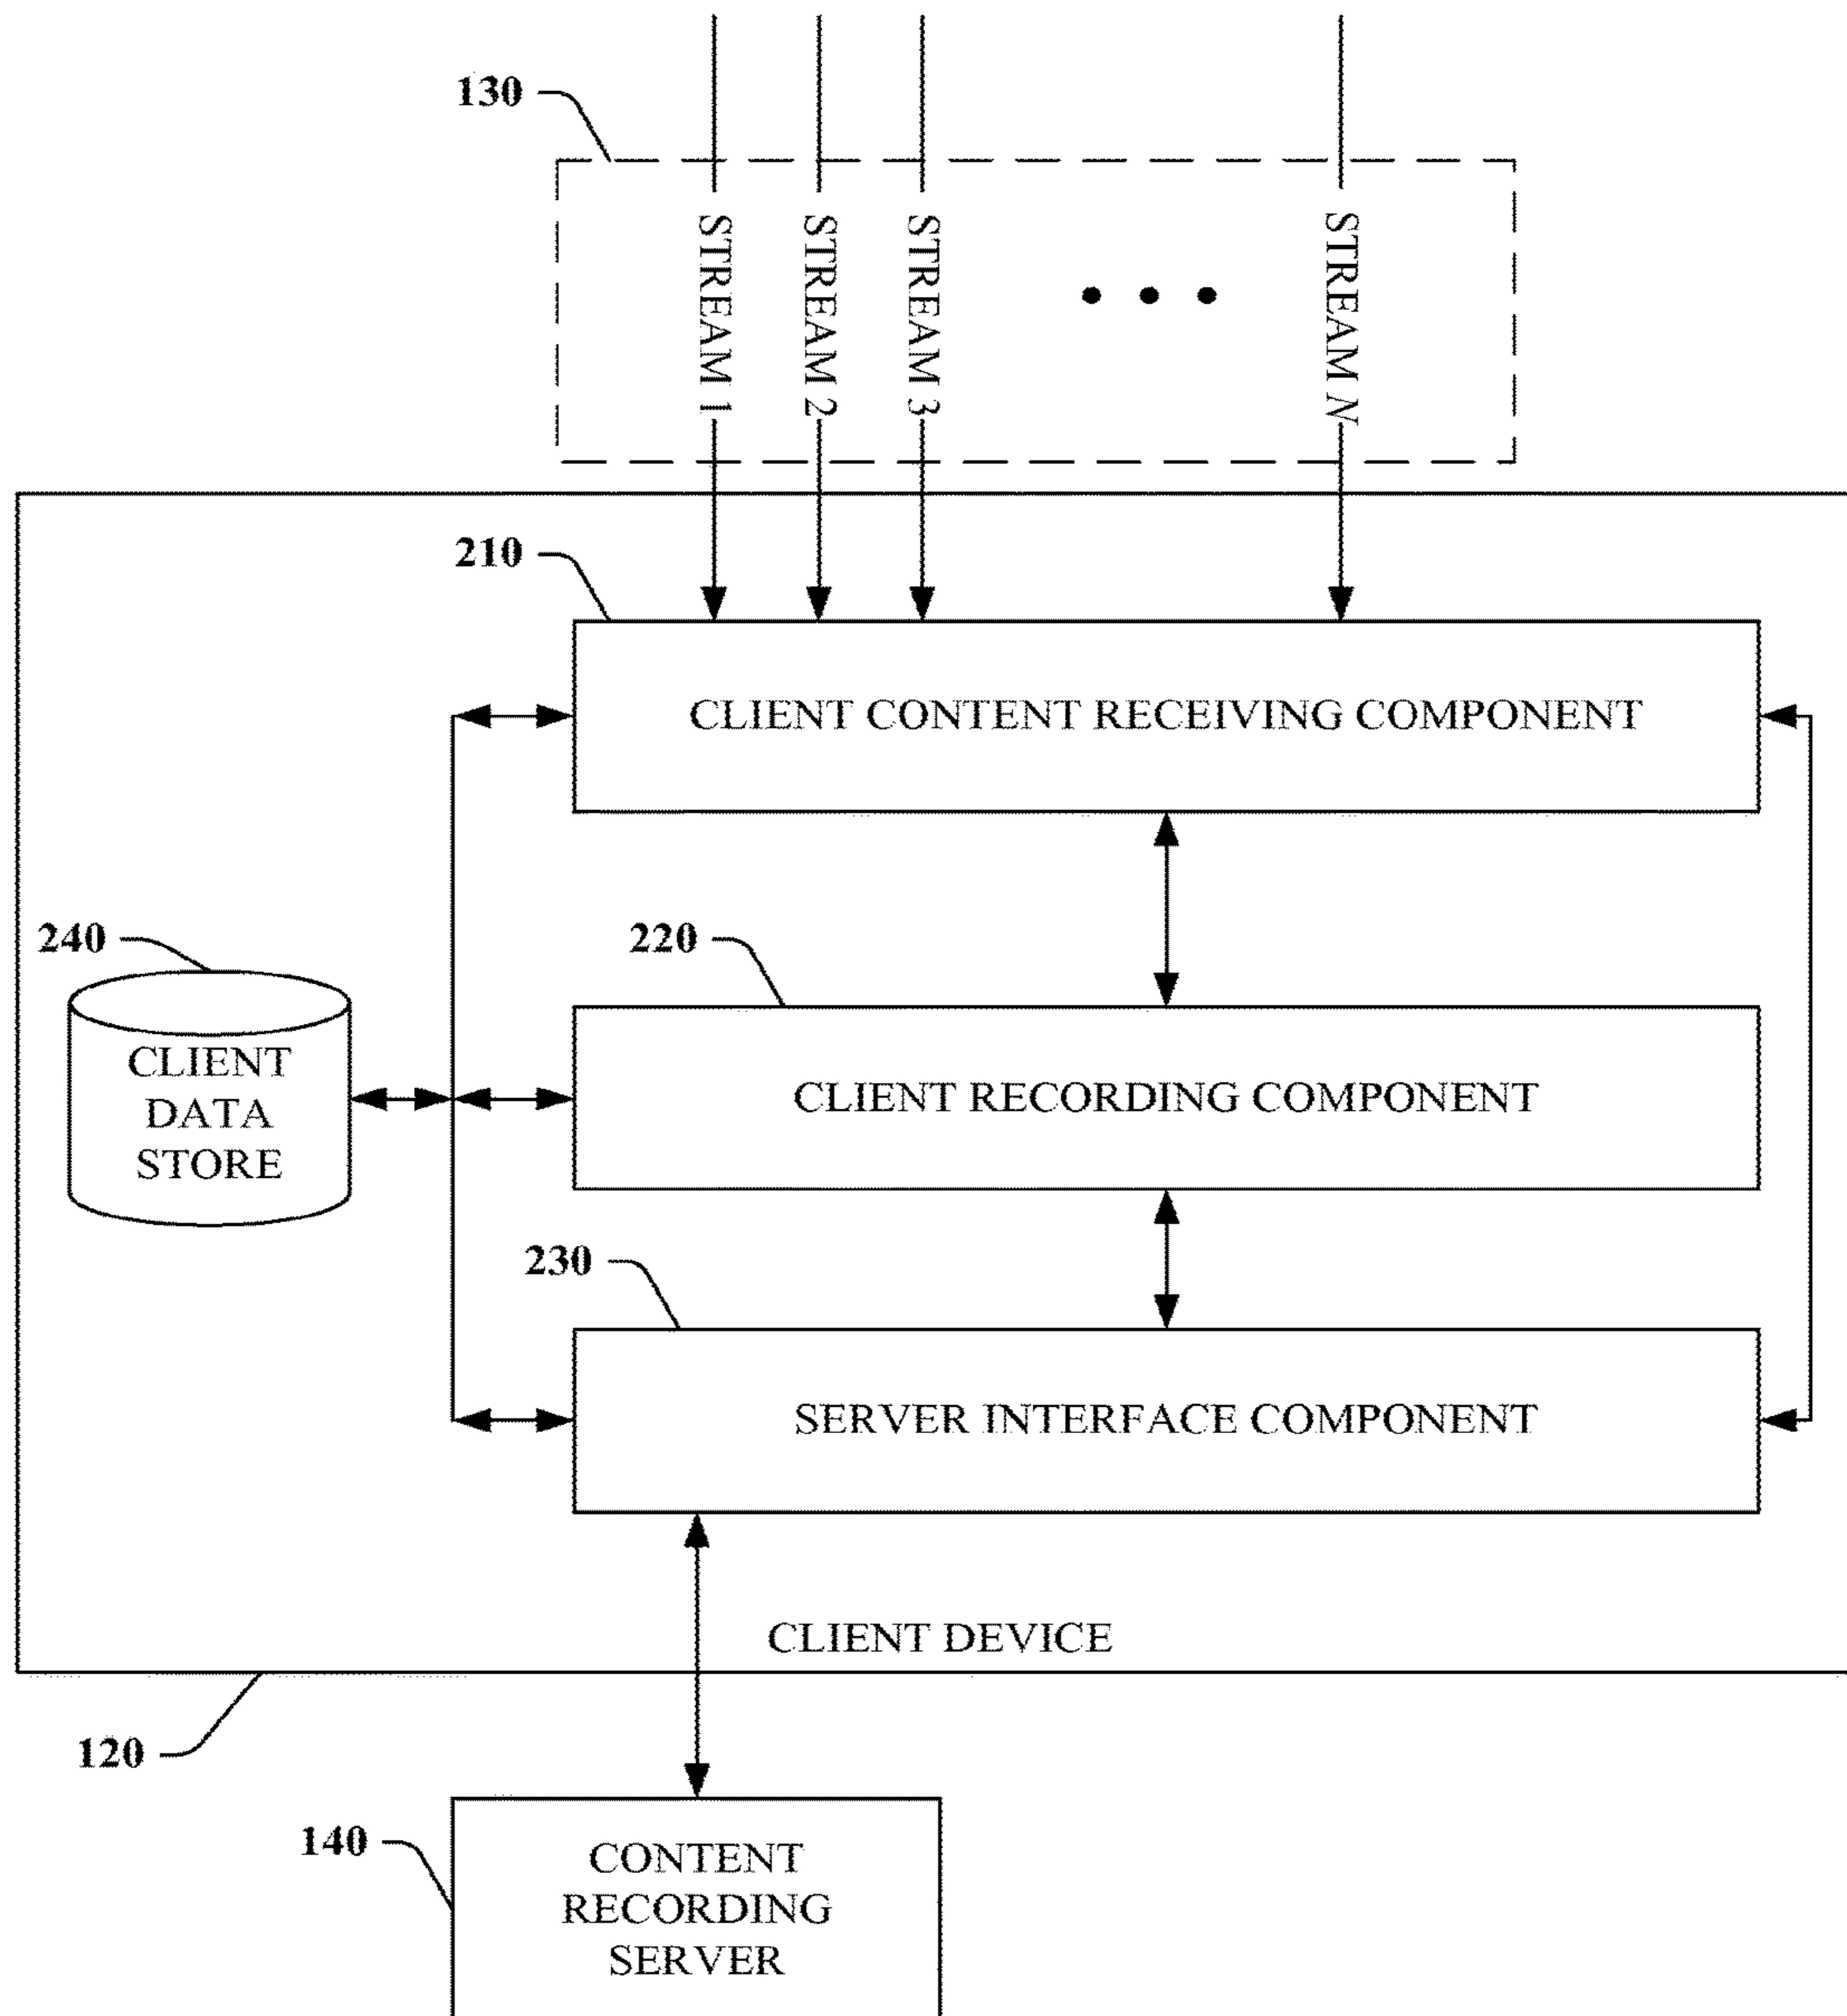 130
STREAM 1
STREAM 2
STREAM 3
STREAM N
210
CLIENT CONTENT RECEIVING COMPONENT
240
220
CLIENT
DATA
STORE
CLIENT RECORDING COMPONENT
230
SERVER INTERFACE COMPONENT
CLIENT DEVICE
120
140
CONTENT
RECORDING
SERVER